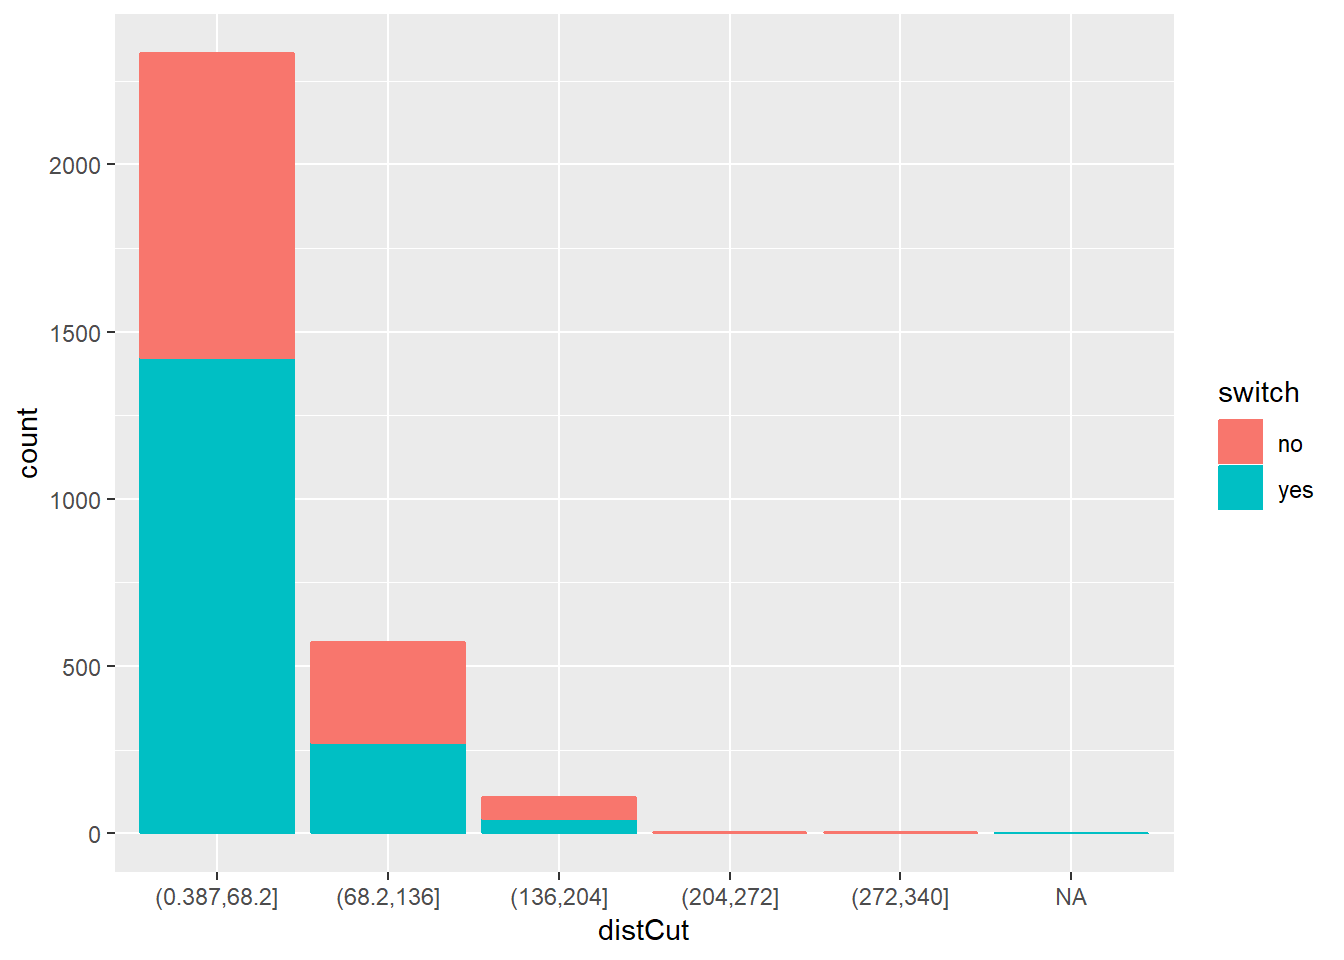 2000
1500
1000
500
0
count
(0.387,68.2]
(68.2,136]
(136,204]
(204,272]
(272,340]
NA
distCut
switch
no
yes